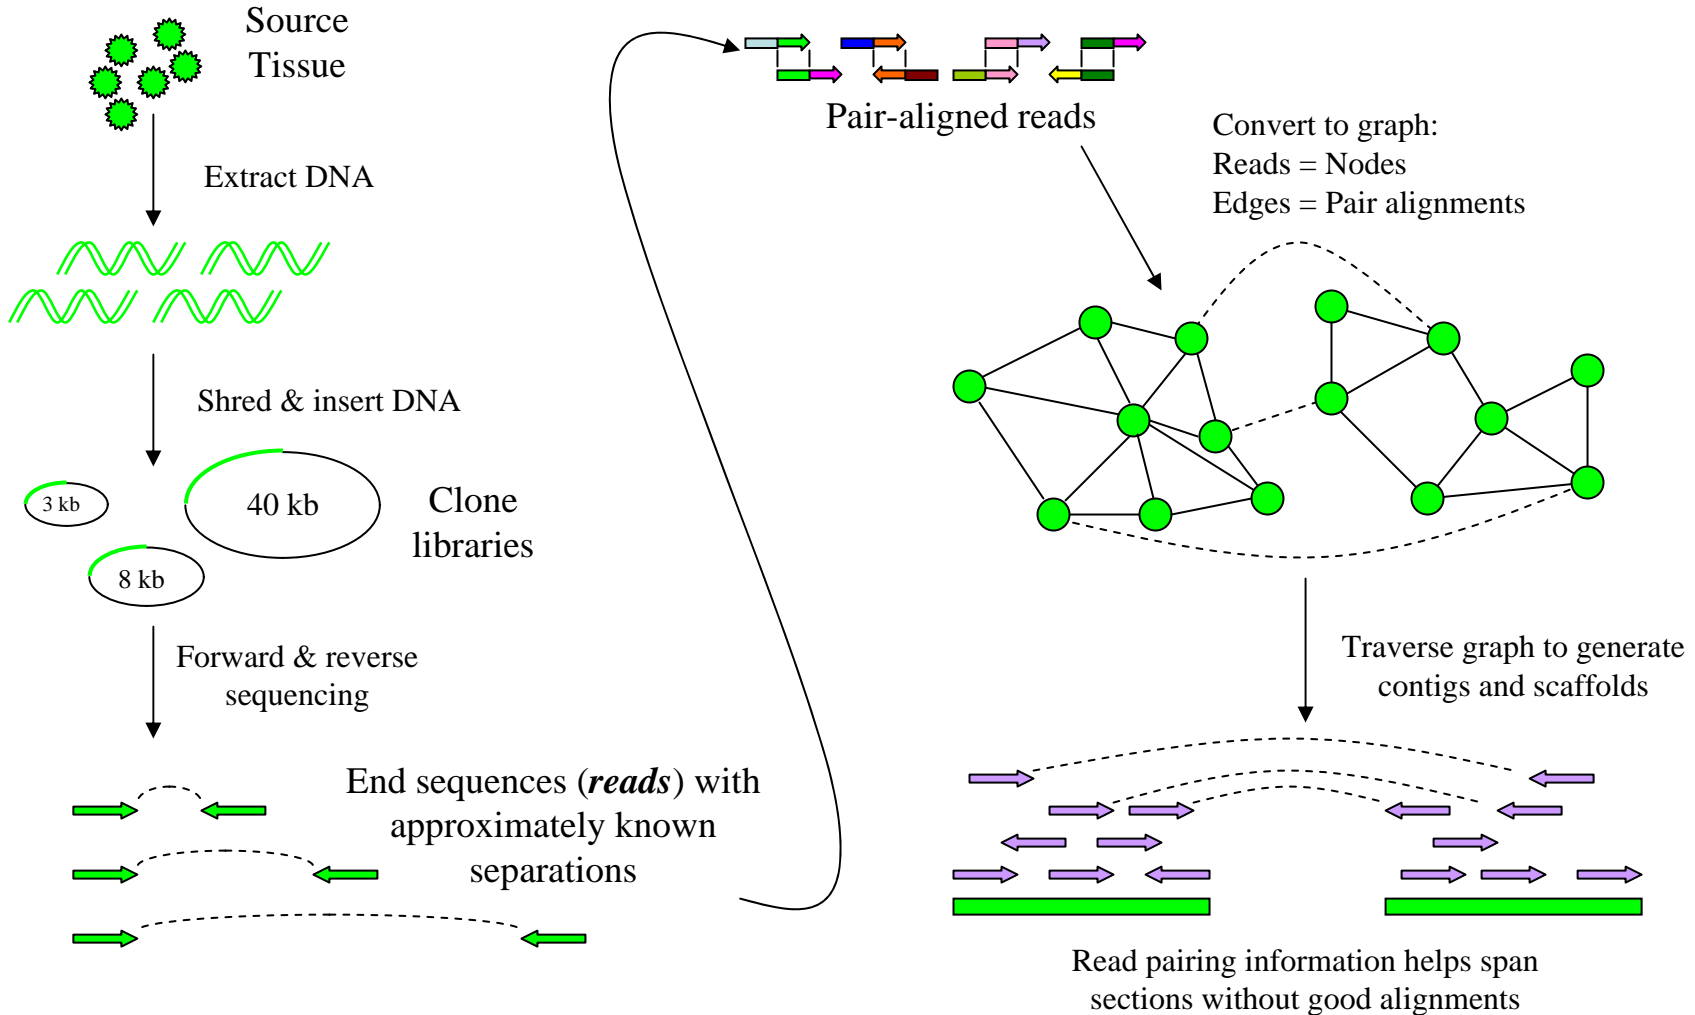 Source
Tissue
Extract DNA
Shred & insert DNA
3 kb
40 kb
8 kb
Clone
libraries
Forward & reverse
sequencing
End sequences (reads) with
approximately known
separations
Pair-aligned reads
Convert to graph:
Reads = Nodes
Edges = Pair alignments
Traverse graph to generate
contigs and scaffolds
Read pairing information helps span
sections without good alignments